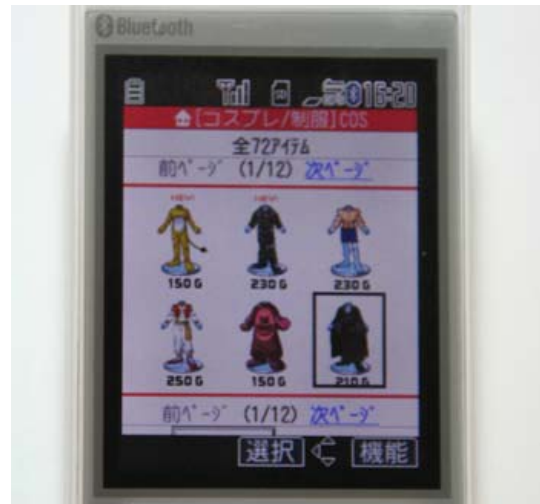 Bluetooth
16:20
[コスプレ/制服]COS
全72アイテム
前ページ (1/12) 次ページ
NEW! NEW!
150G 230G 230G
250G 150G 210G
前ページ (1/12) 次ページ
選択 機能